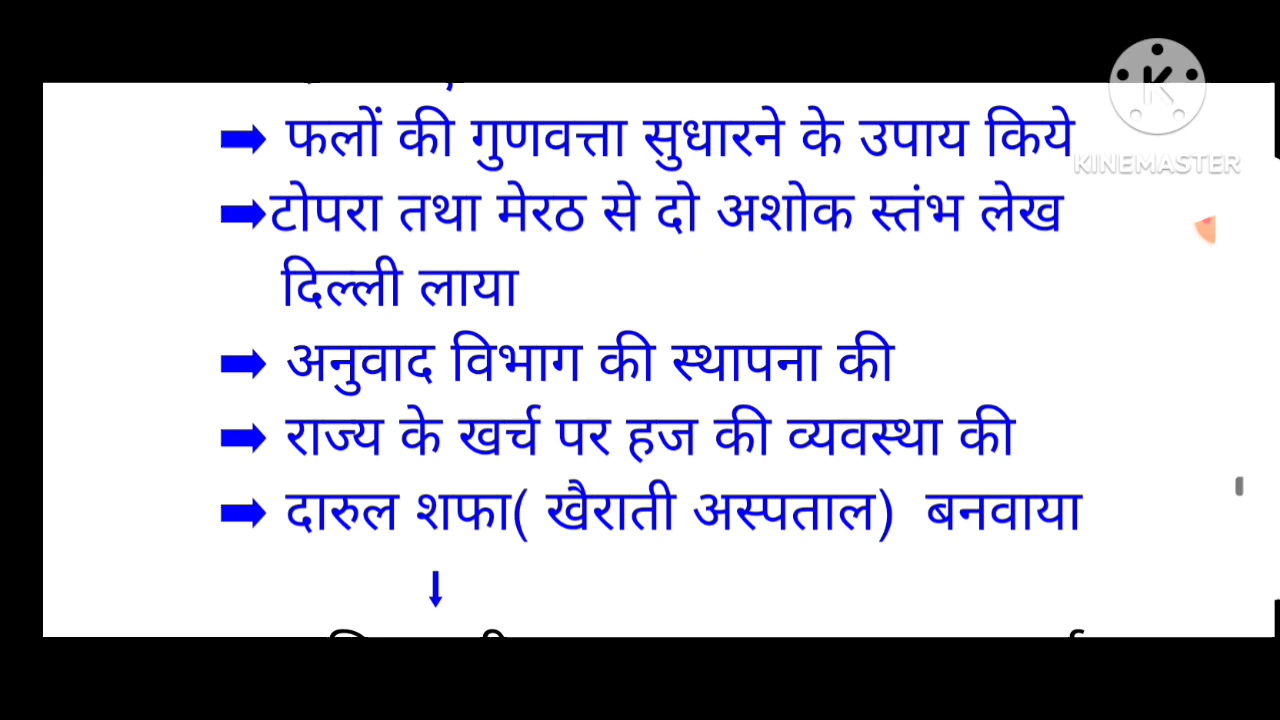 ➡ फलों की गुणवत्ता सुधारने के उपाय किये
KINEMASTER
➡टोपरा तथा मेरठ से दो अशोक स्तंभ लेख
दिल्ली लाया
➡ अनुवाद विभाग की स्थापना की
➡ राज्य के खर्च पर हज की व्यवस्था की
➡ दारुल शफा( खैराती अस्पताल) बनवाया